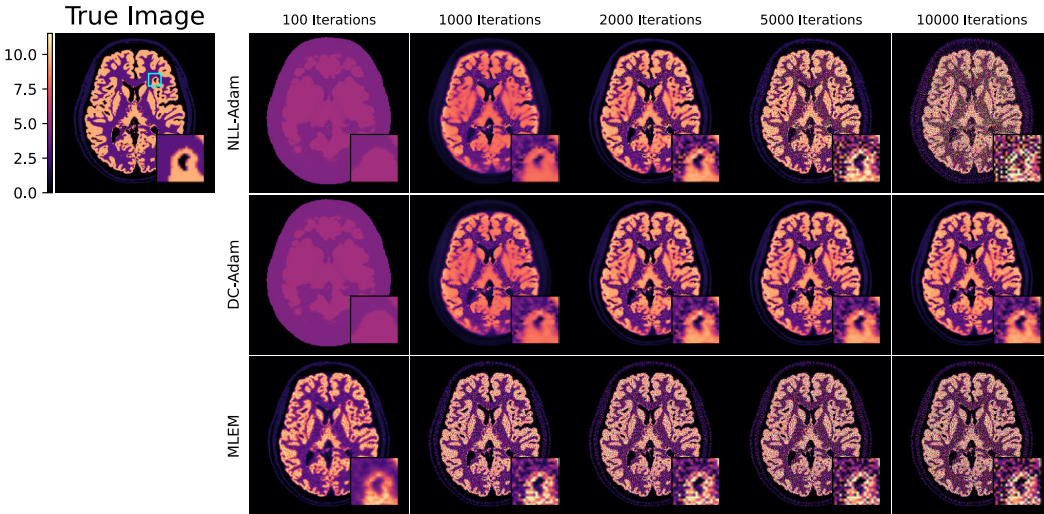 True Image
10.0
7.5
5.0
2.5
0.0
100 Iterations
1000 Iterations
2000 Iterations
5000 Iterations
10000 Iterations
NLL-Adam
DC-Adam
MLEM